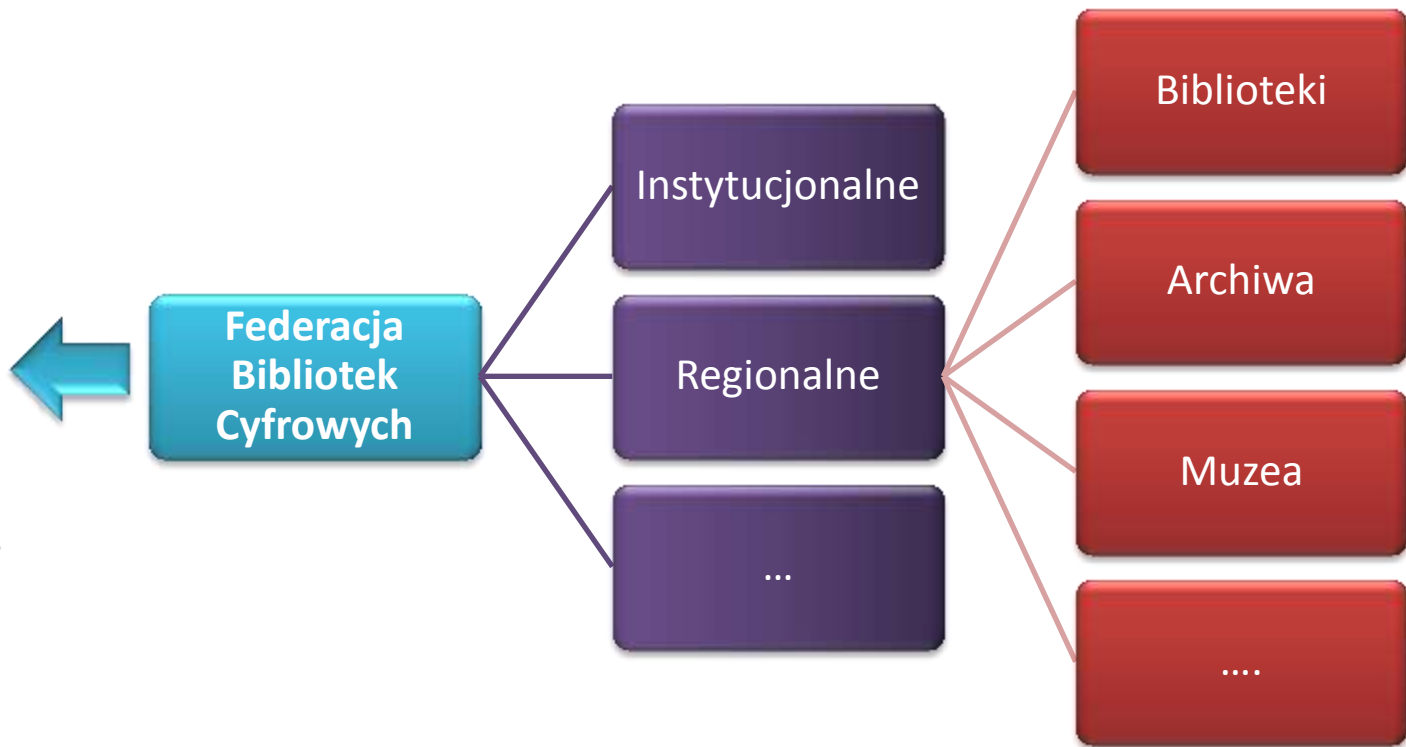 Federacja
Bibliotek
Cyfrowych
Instytucjonalne
Regionalne
...
Biblioteki
Archiwa
Muzea
....